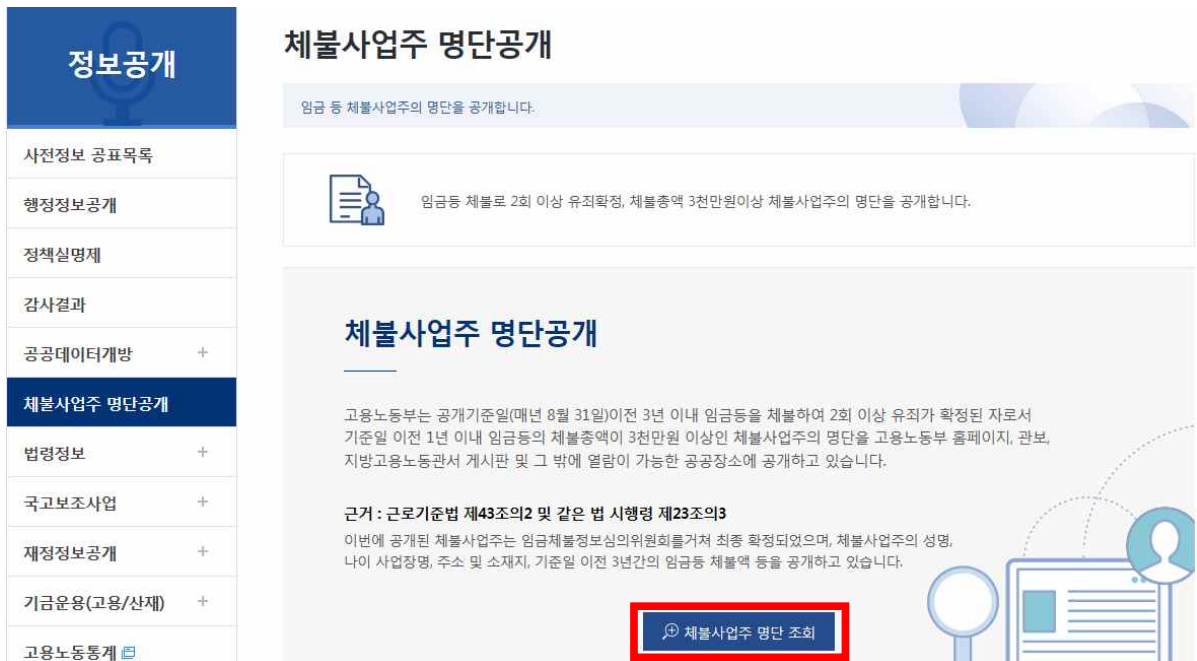 정보공개
사전정보 공표목록
행정정보공개
정책실명제
감사결과
공공데이터개방 +
체불사업주 명단공개
법령정보 +
국고보조사업 +
재정정보공개 +
기금운용(고용/산재) +
고용노동통계
체불사업주 명단공개
임금 등 체불사업주의 명단을 공개합니다.
임금등 체불로 2회 이상 유죄확정, 체불총액 3천만원이상 체불사업주의 명단을 공개합니다.
체불사업주 명단공개
고용노동부는 공개기준일(매년 8월 31일)이전 3년 이내 임금등을 체불하여 2회 이상 유죄가 확정된 자로서
기준일 이전 1년 이내 임금등의 체불총액이 3천만원 이상인 체불사업주의 명단을 고용노동부 홈페이지, 관보,
지방고용노동관서 게시판 및 그 밖에 열람이 가능한 공공장소에 공개하고 있습니다.
근거 : 근로기준법 제43조의2 및 같은 법 시행령 제23조의3
이번에 공개된 체불사업주는 임금체불정보심의위원회를거쳐 최종 확정되었으며, 체불사업주의 성명,
나이 사업장명, 주소 및 소재지, 기준일 이전 3년간의 임금등 체불액 등을 공개하고 있습니다.
체불사업주 명단 조회